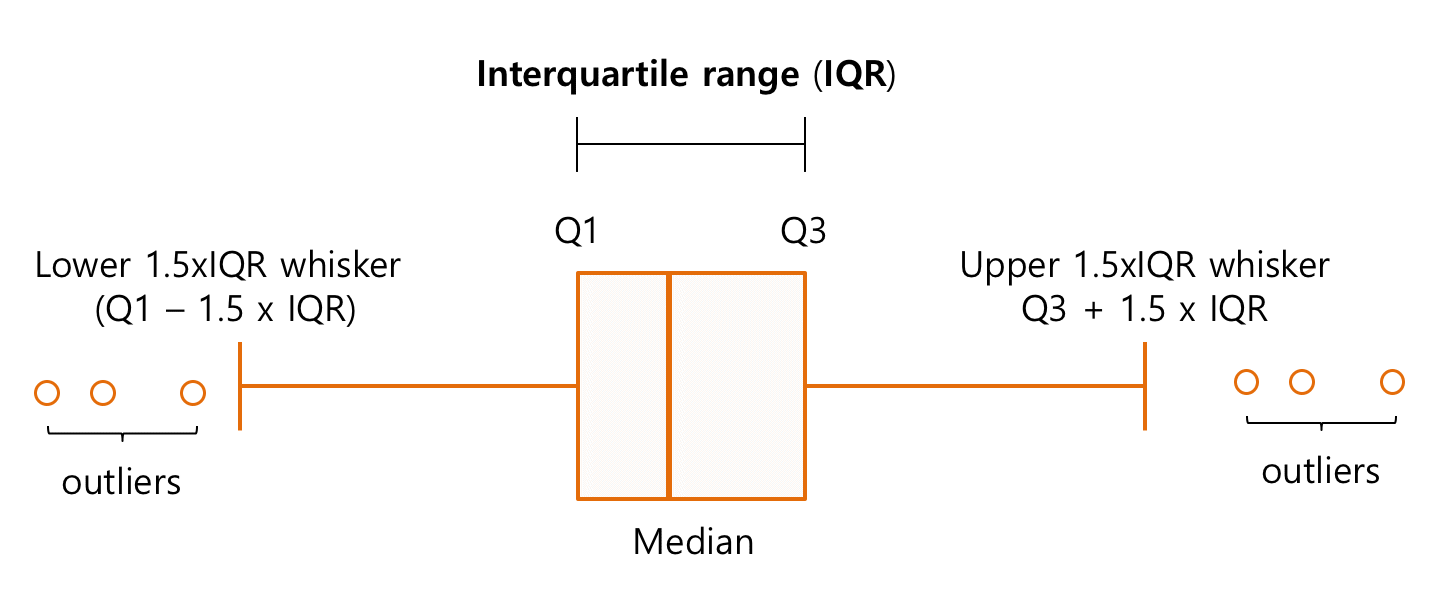 Interquartile range (IQR)
Q1
Q3
Lower 1.5xIQR whisker
(Q1 – 1.5 x IQR)
Upper 1.5xIQR whisker
Q3 + 1.5 x IQR
outliers
outliers
Median